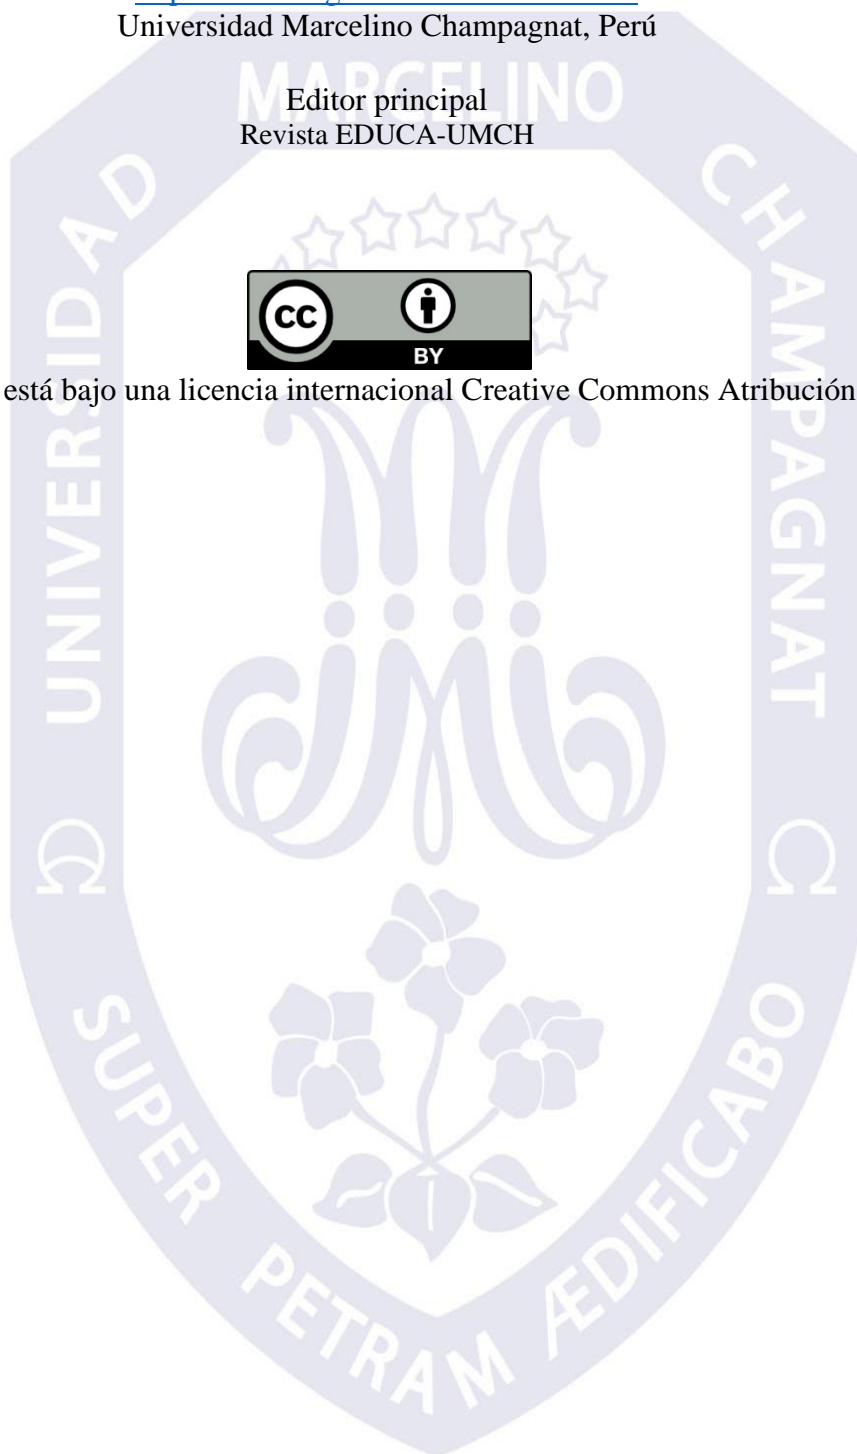 Universidad Marcelino Champagnat, Perú
Editor principal
Revista EDUCA-UMCH
cc
BY
está bajo una licencia internacional Creative Commons Atribución
UNIVERSIDAD
MARCELINO
CHAMPAGNAT
SUPER PETRAM ÆDIFICABO